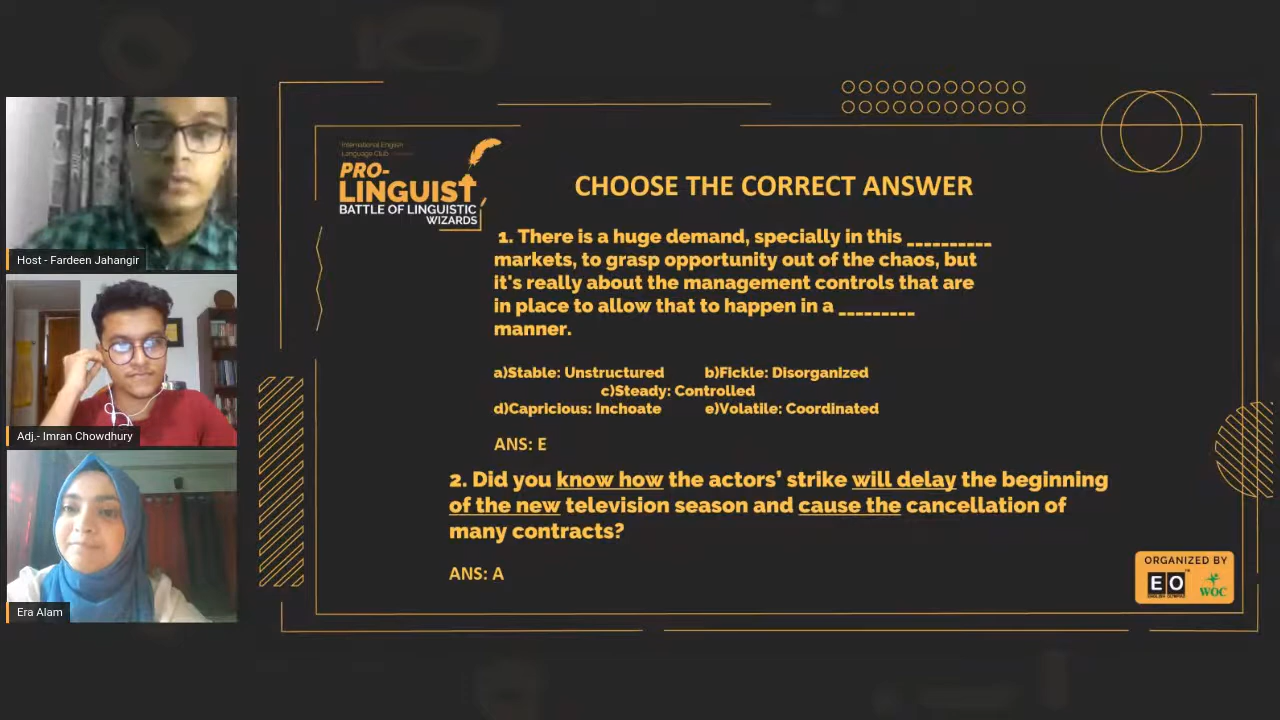 International English
Language Club
PRO-
LINGUIST
BATTLE OF LINGUISTIC
WIZARDS
CHOOSE THE CORRECT ANSWER
1. There is a huge demand, specially in this __________
markets, to grasp opportunity out of the chaos, but
it's really about the management controls that are
in place to allow that to happen in a _________
manner.
a)Stable: Unstructured b)Fickle: Disorganized
c)Steady: Controlled
d)Capricious: Inchoate e)Volatile: Coordinated
ANS: E
2. Did you know how the actors' strike will delay the beginning
of the new television season and cause the cancellation of
many contracts?
ANS: A
Host - Fardeen Jahangir
Adj.- Imran Chowdhury
Era Alam
ORGANIZED BY
EO
WOC